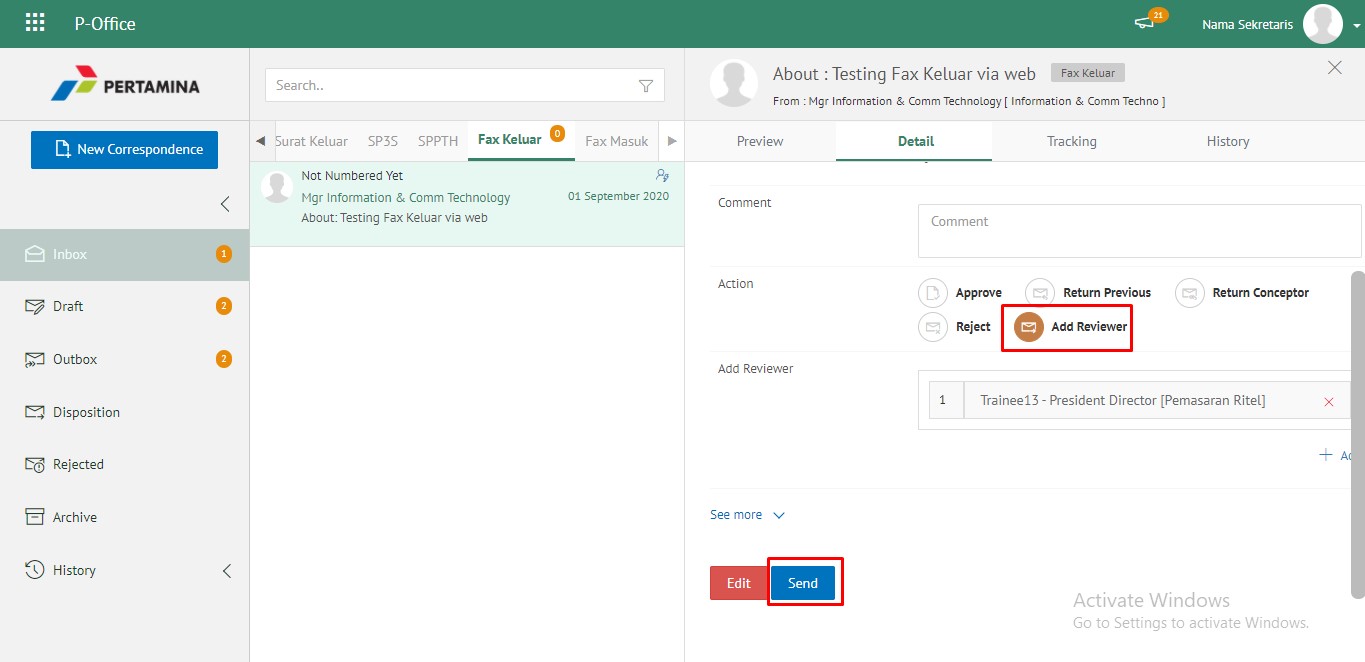 P-Office
21
Nama Sekretaris
PERTAMINA
New Correspondence
Inbox
1
Draft
2
Outbox
2
Disposition
Rejected
Archive
History
Search..
Surat Keluar
SP3S
SPPTH
Fax Keluar
0
Fax Masuk
Not Numbered Yet
Mgr Information & Comm Technology
01 September 2020
About: Testing Fax Keluar via web
About : Testing Fax Keluar via web
Fax Keluar
From : Mgr Information & Comm Technology [ Information & Comm Techno ]
Preview
Detail
Tracking
History
Comment
Comment
Action
Approve
Return Previous
Return Conceptor
Reject
Add Reviewer
Add Reviewer
1
Trainee13 - President Director [Pemasaran Ritel]
See more
Edit
Send
Activate Windows
Go to Settings to activate Windows.